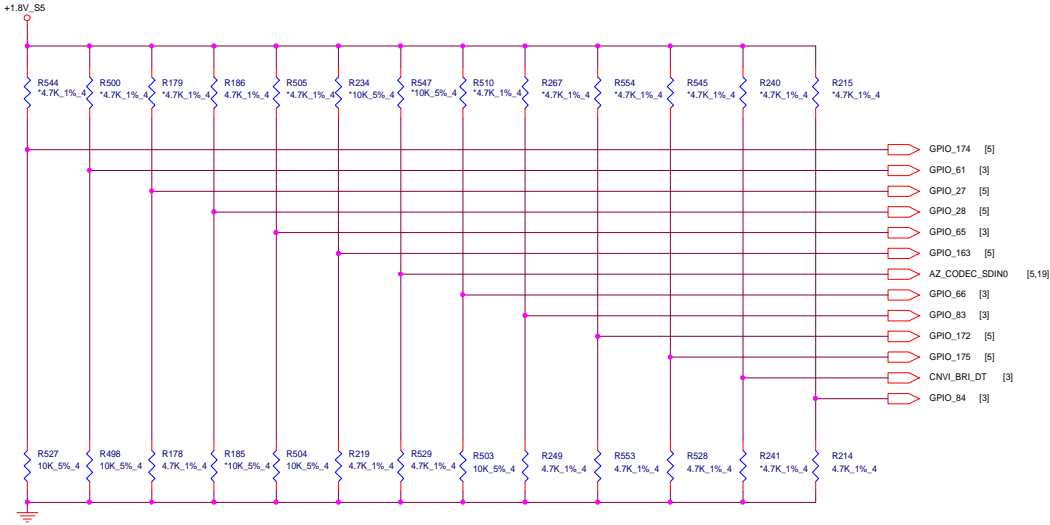 +1.8V_S5
R544 R500 R179 R186 R505 R234 R547 R510 R267 R554 R545 R240 R215
*4.7K_1%_4 *4.7K_1%_4 *4.7K_1%_4 4.7K_1%_4 *4.7K_1%_4 *10K_5%_4 *10K_5%_4 *4.7K_1%_4 *4.7K_1%_4 *4.7K_1%_4 *4.7K_1%_4 *4.7K_1%_4 *4.7K_1%_4
GPIO_174 [5]
GPIO_61 [3]
GPIO_27 [5]
GPIO_28 [5]
GPIO_65 [3]
GPIO_163 [5]
AZ_CODEC_SDIN0 [5,19]
GPIO_66 [3]
GPIO_83 [3]
GPIO_172 [5]
GPIO_175 [5]
CNVI_BRI_DT [3]
GPIO_84 [3]
R527 R498 R178 R185 R504 R219 R529 R503 R249 R553 R528 R241 R214
10K_5%_4 10K_5%_4 4.7K_1%_4 *10K_5%_4 10K_5%_4 4.7K_1%_4 4.7K_1%_4 10K_5%_4 4.7K_1%_4 4.7K_1%_4 4.7K_1%_4 *4.7K_1%_4 4.7K_1%_4